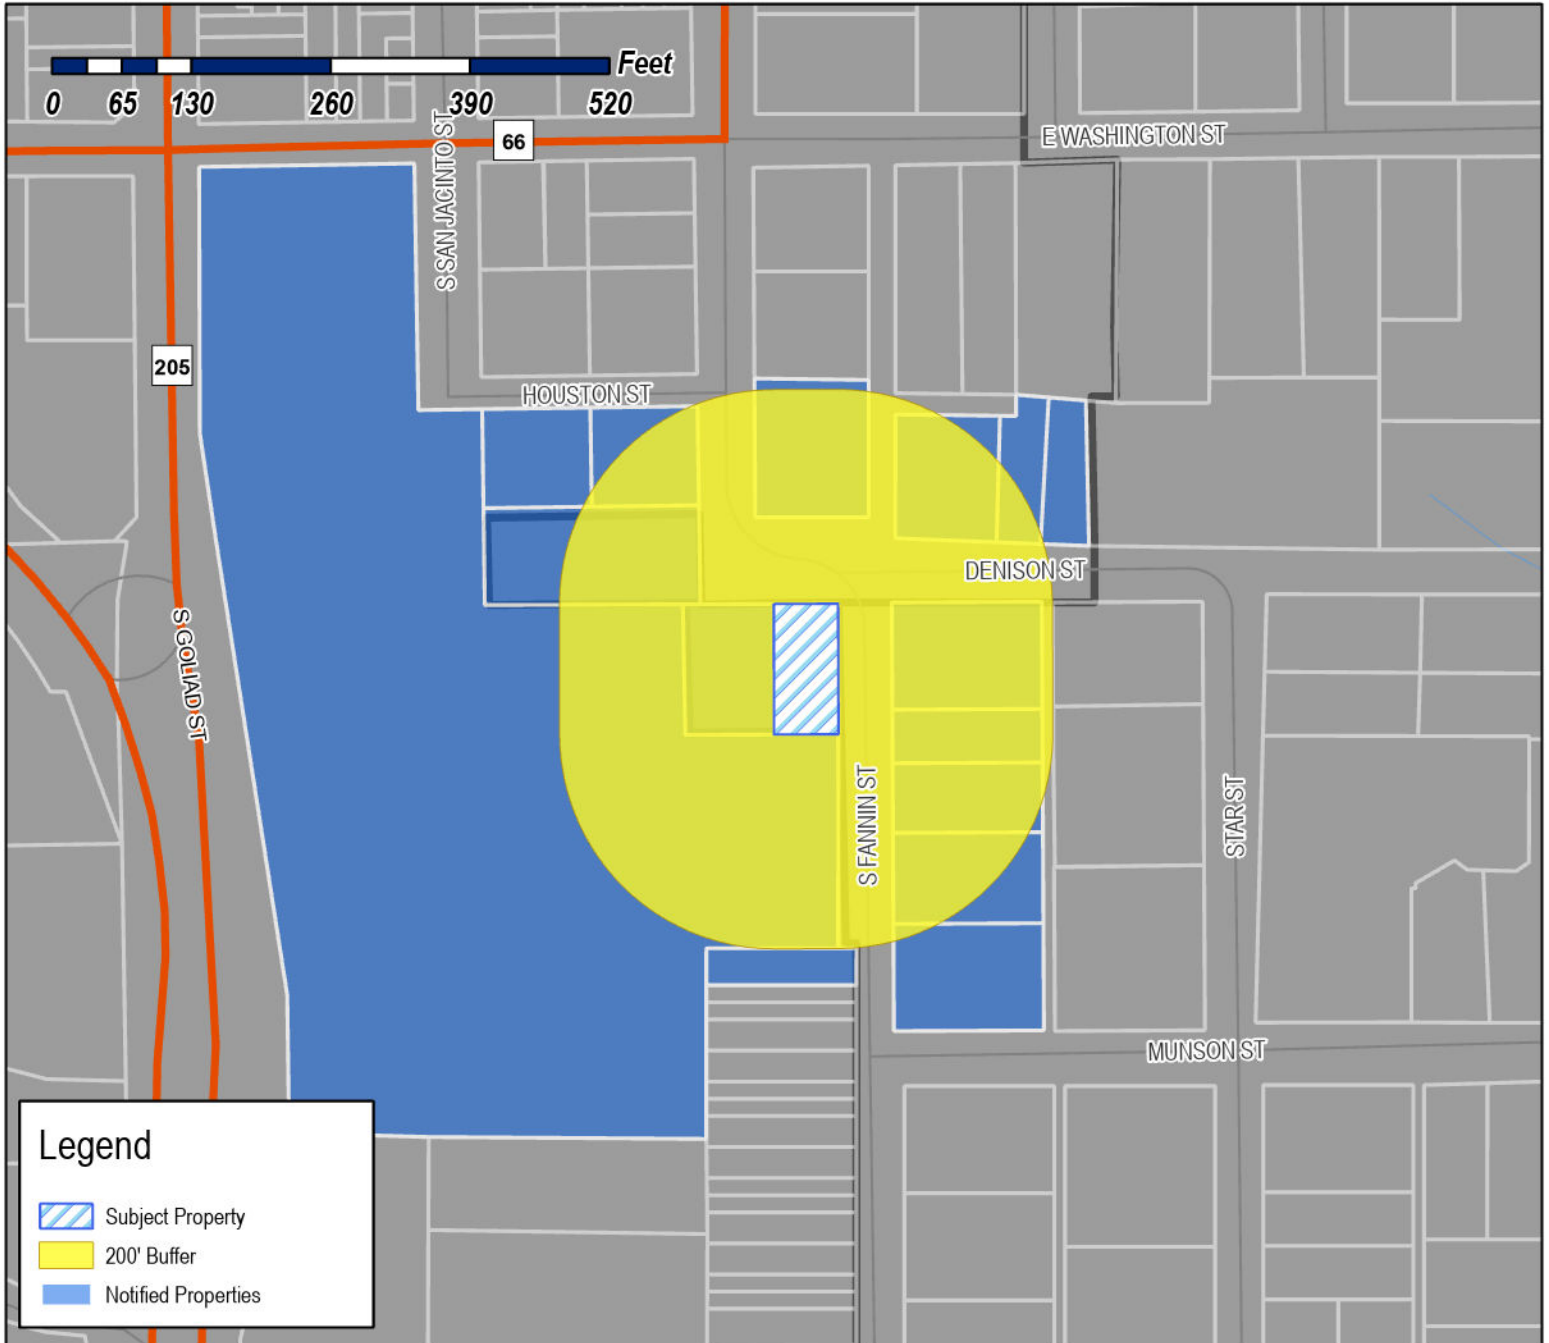 Feet
0 65 130 260 390 520
66
E WASHINGTON ST
S SAN JACINTO ST
205
HOUSTON ST
DENISON ST
S GOLIAD ST
S FANNIN ST
STAR ST
MUNSON ST
Legend
Subject Property
200' Buffer
Notified Properties